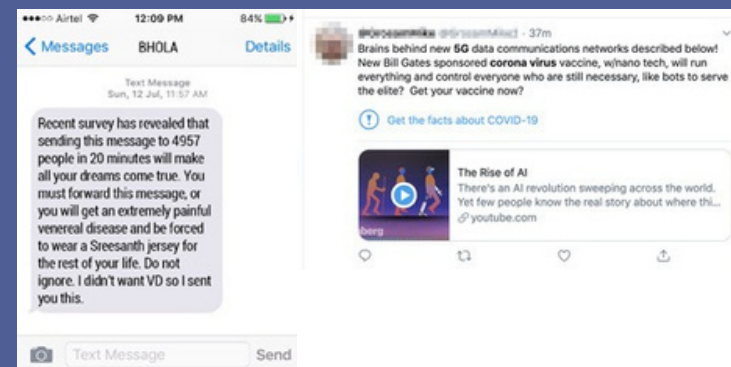 Airtel 12:09 PM 84%
Messages BHOLA Details
Text Message
Sun, 12 Jul, 11:57 AM
Recent survey has revealed that
sending this message to 4957
people in 20 minutes will make
all your dreams come true. You
must forward this message, or
you will get an extremely painful
venereal disease and be forced
to wear a Sreesanth jersey for
the rest of your life. Do not
ignore. I didn't want VD so I sent
you this.
Text Message Send
· 37m
Brains behind new 5G data communications networks described below!
New Bill Gates sponsored corona virus vaccine, w/nano tech, will run
everything and control everyone who are still necessary, like bots to serve
the elite? Get your vaccine now?
Get the facts about COVID-19
berg
The Rise of AI
There's an AI revolution sweeping across the world.
Yet few people know the real story about where thi...
youtube.com